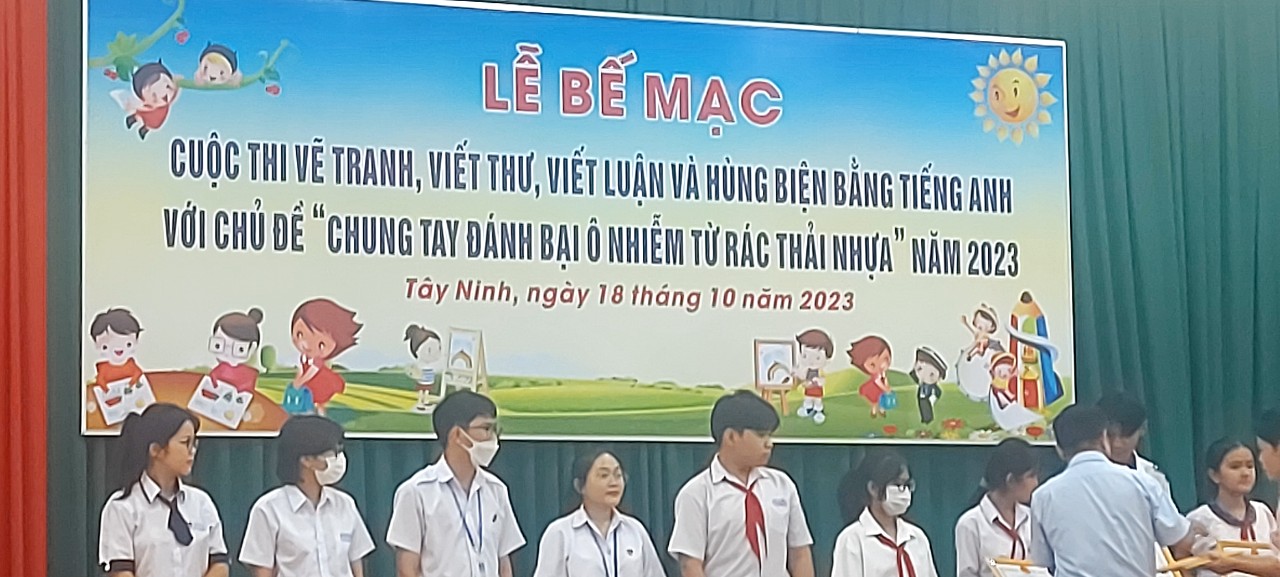 LỄ BẾ MẠC
CUỘC THI VẼ TRANH, VIẾT THƯ, VIẾT LUẬN VÀ HÙNG BIỆN BẰNG TIẾNG ANH
VỚI CHỦ ĐỀ “CHUNG TAY ĐÁNH BẠI Ô NHIỄM TỪ RÁC THẢI NHỰA” NĂM 2023
Tây Ninh, ngày 18 tháng 10 năm 2023